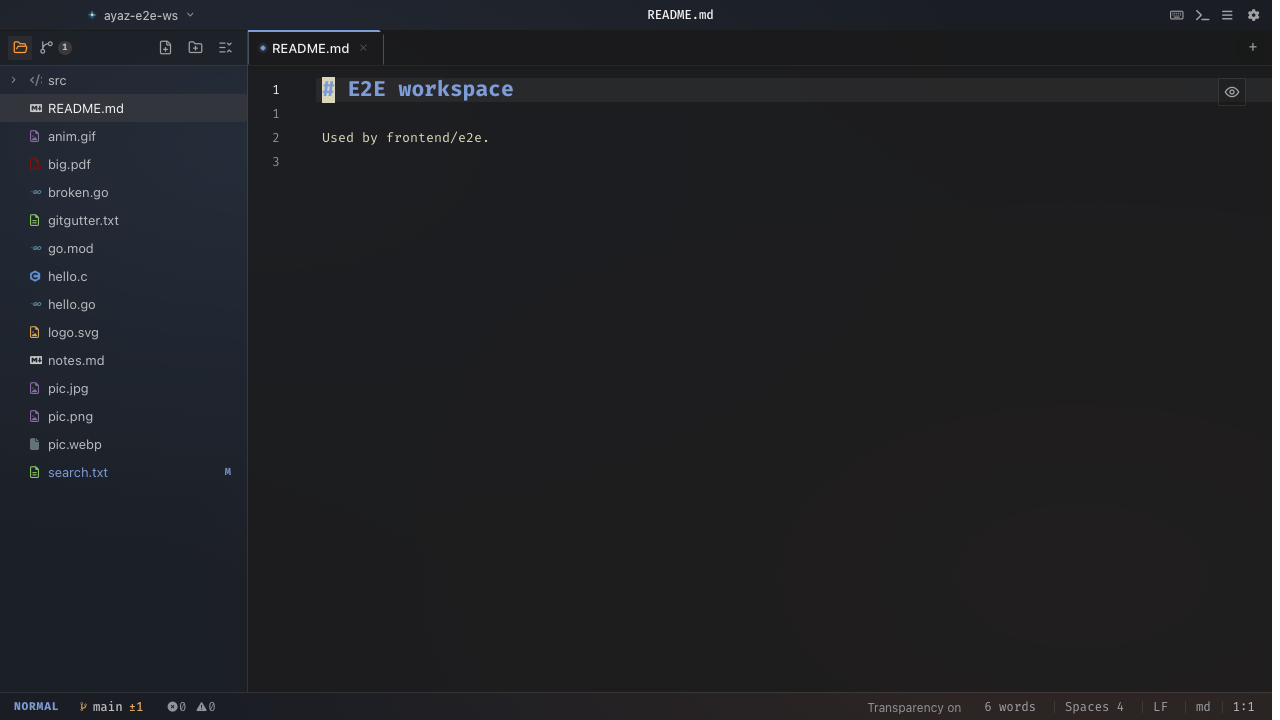 ayaz-e2e-ws
README.md
1
README.md
+
src
README.md
anim.gif
big.pdf
broken.go
gitgutter.txt
go.mod
hello.c
hello.go
logo.svg
notes.md
pic.jpg
pic.png
pic.webp
search.txt M
1 # E2E workspace
1
2 Used by frontend/e2e.
3
NORMAL main ±1 0 0 Transparency on 6 words Spaces 4 LF md 1:1